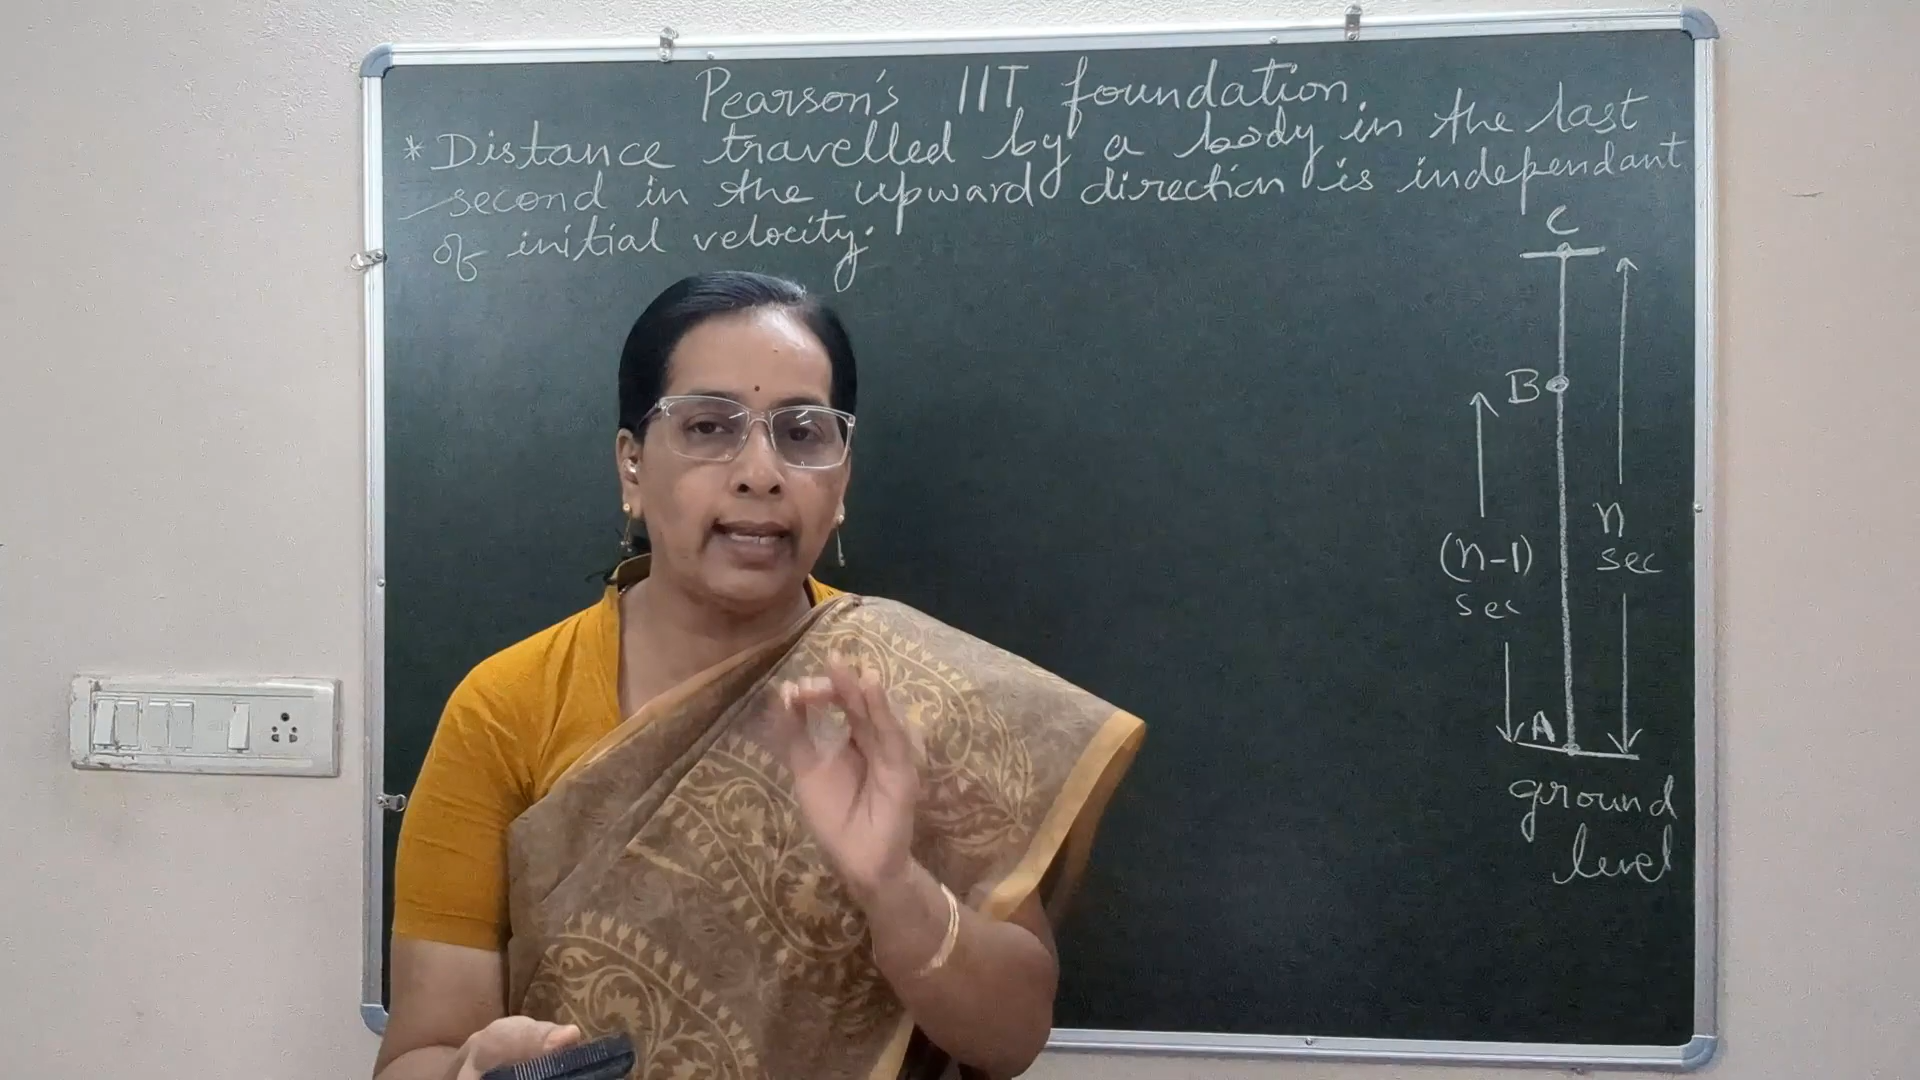 Pearson's IIT foundation.
* Distance travelled by a body in the last
second in the upward direction is independant
of initial velocity.
C
B
(n-1)
sec
n
sec
A
ground
level